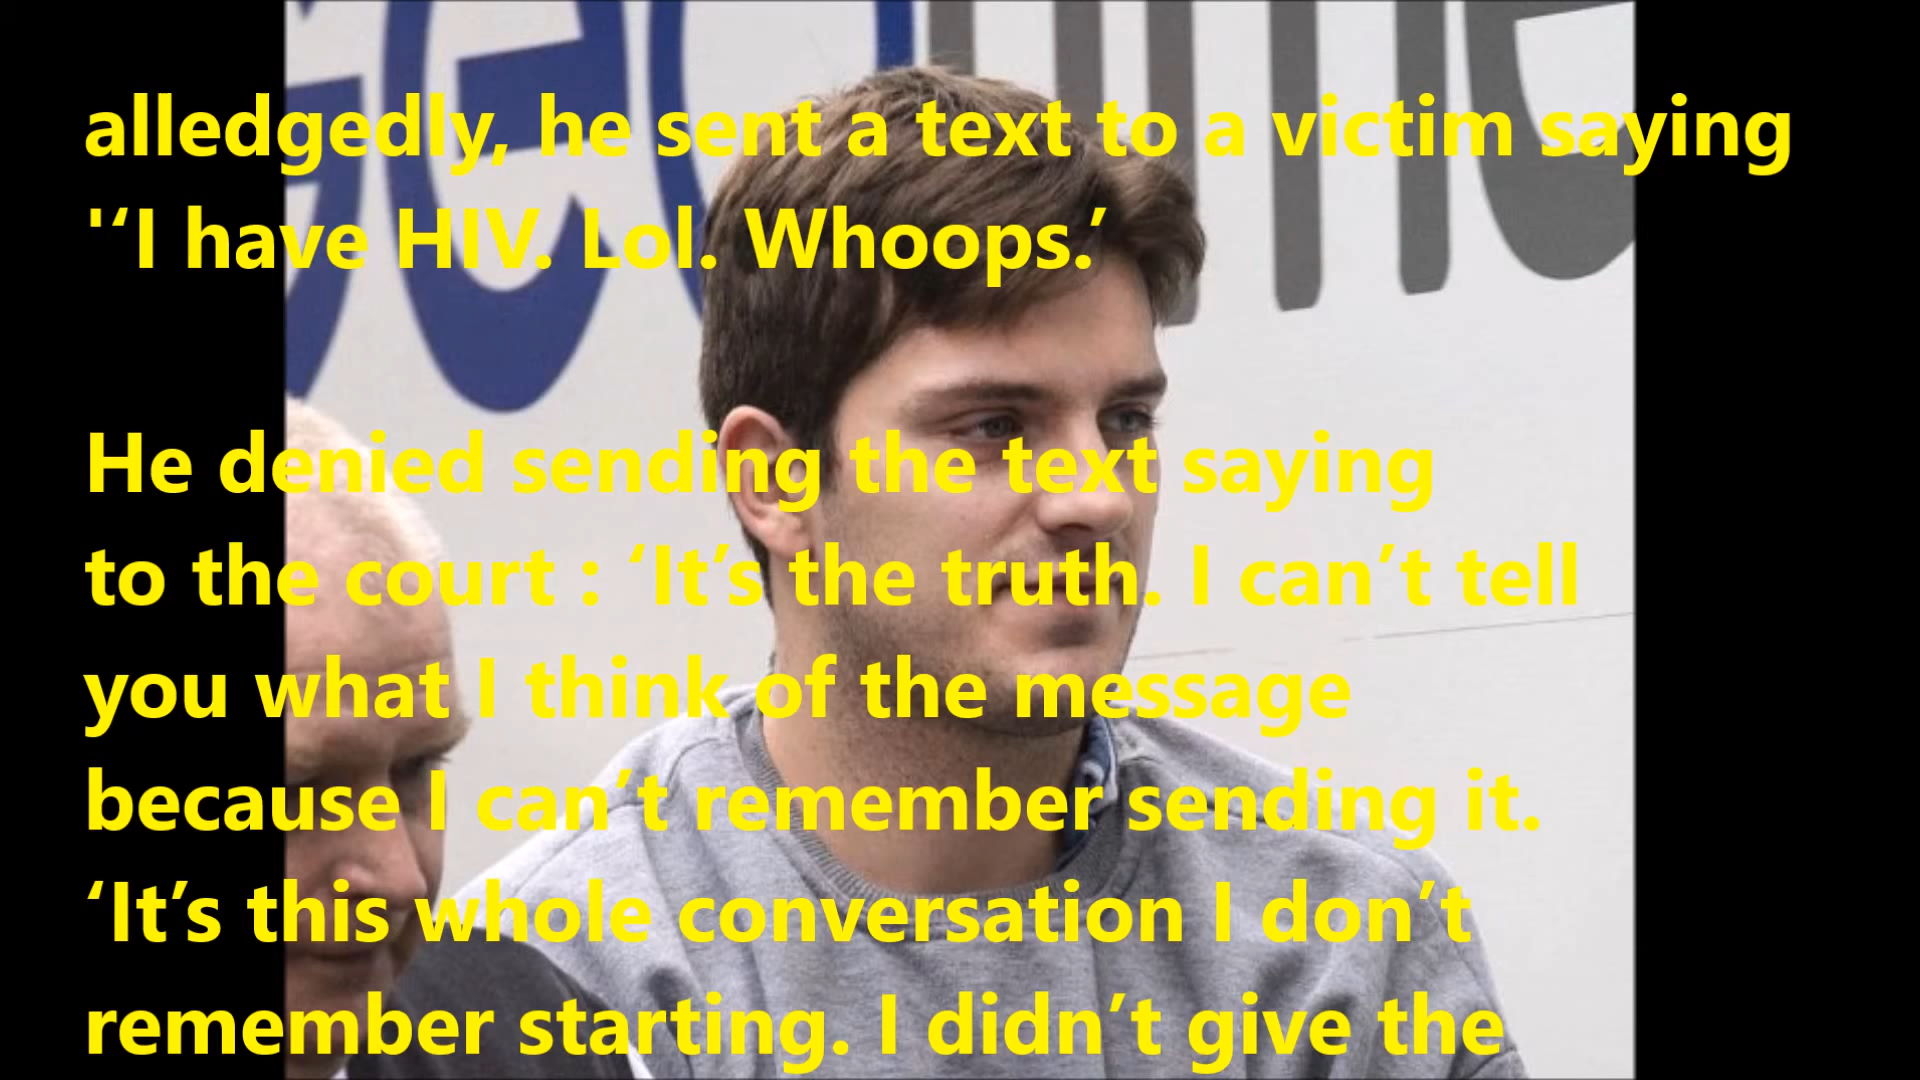 alledgedly, he sent a text to a victim saying
'‘I have HIV. Lol. Whoops.’
He denied sending the text saying
to the court : ‘It’s the truth. I can’t tell
you what I think of the message
because I can’t remember sending it.
‘It’s this whole conversation I don’t
remember starting. I didn’t give the